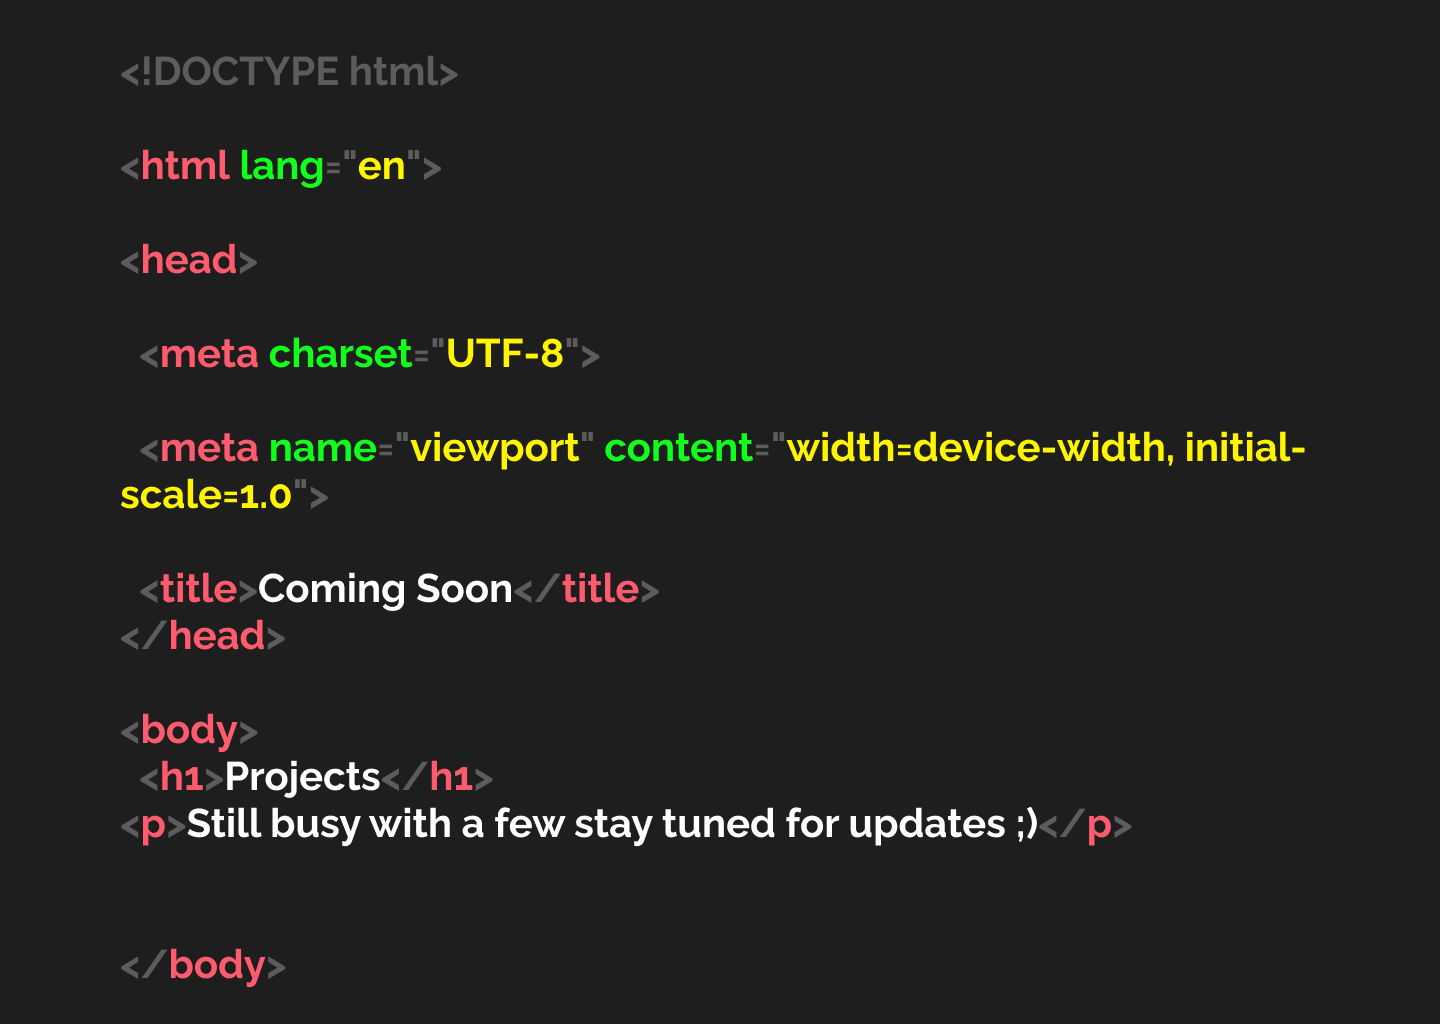 <!DOCTYPE html>
<html lang="en">
<head>
<meta charset="UTF-8">
<meta name="viewport" content="width=device-width, initial-
scale=1.0">
<title>Coming Soon</title>
</head>
<body>
<h1>Projects</h1>
<p>Still busy with a few stay tuned for updates ;)</p>
</body>